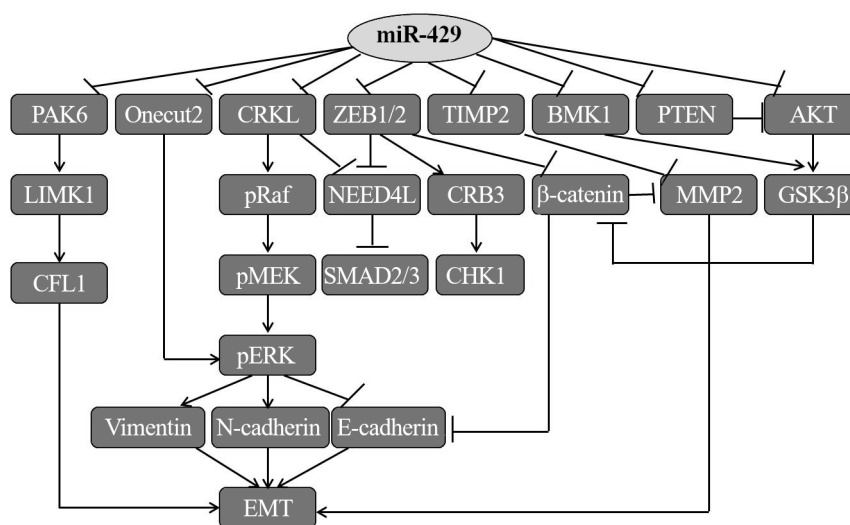 miR-429
PAK6
Onecut2
CRKL
ZEB1/2
TIMP2
BMK1
PTEN
AKT
LIMK1
pRaf
NEED4L
CRB3
β-catenin
MMP2
GSK3β
CFL1
pMEK
SMAD2/3
CHK1
pERK
Vimentin
N-cadherin
E-cadherin
EMT